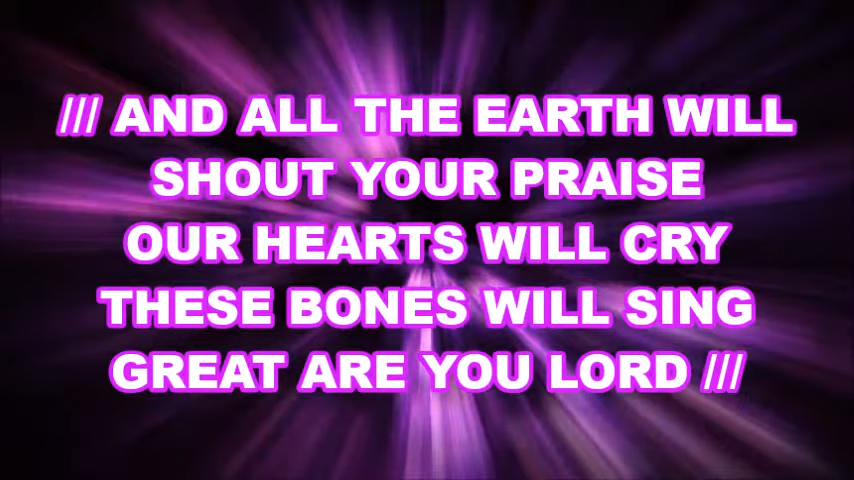 /// AND ALL THE EARTH WILL
SHOUT YOUR PRAISE
OUR HEARTS WILL CRY
THESE BONES WILL SING
GREAT ARE YOU LORD ///